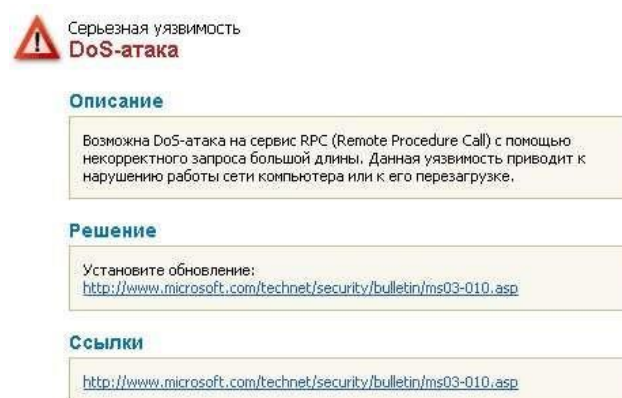 Серьезная уязвимость
DoS-атака
Описание
Возможна DoS-атака на сервис RPC (Remote Procedure Call) с помощью
некорректного запроса большой длины. Данная уязвимость приводит к
нарушению работы сети компьютера или к его перезагрузке.
Решение
Установите обновление:
http://www.microsoft.com/technet/security/bulletin/ms03-010.asp
Ссылки
http://www.microsoft.com/technet/security/bulletin/ms03-010.asp